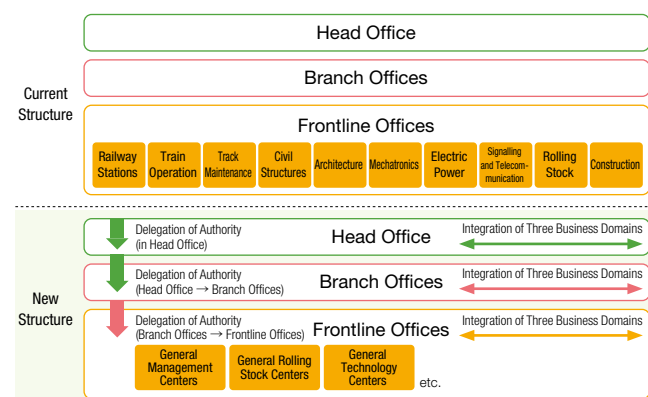 Head Office
Branch Offices
Current
Structure
Frontline Offices
Railway
Stations
Train
Operation
Track
Maintenance
Civil
Structures
Architecture
Mechatronics
Electric
Power
Signalling
and Telecom-
munication
Rolling
Stock
Construction
New
Structure
Delegation of Authority
(in Head Office)
Head Office
Integration of Three Business Domains
Delegation of Authority
(Head Office → Branch Offices)
Branch Offices
Integration of Three Business Domains
Delegation of Authority
(Branch Offices → Frontline Offices)
Frontline Offices
Integration of Three Business Domains
General
Management
Centers
General Rolling
Stock Centers
General
Technology
Centers
etc.